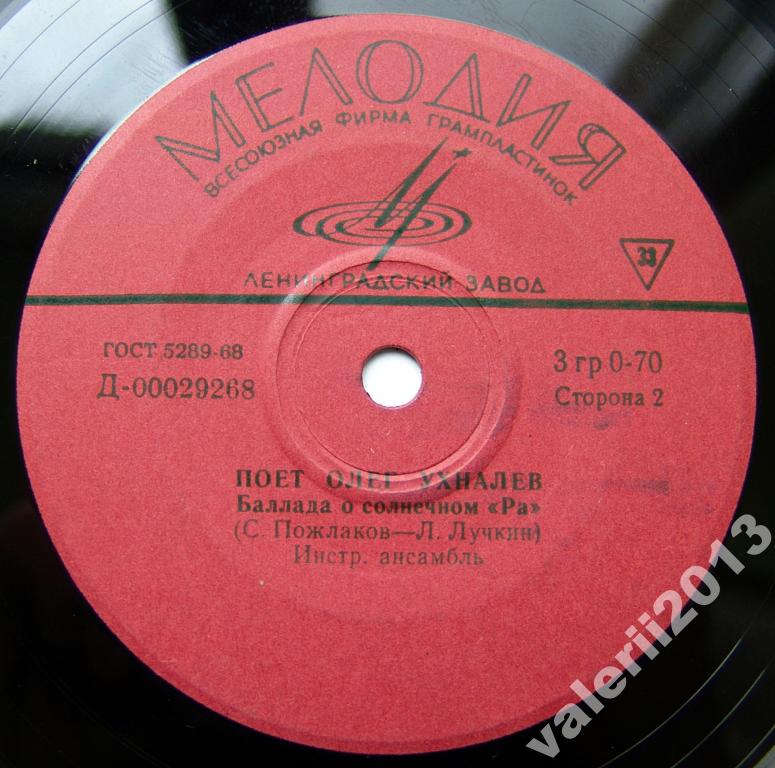 МЕЛОДИЯ
ВСЕСОЮЗНАЯ ФИРМА ГРАМПЛАСТИНОК
ЛЕНИНГРАДСКИЙ ЗАВОД
33
ГОСТ 5289-68
Д-00029268
3 гр 0-70
Сторона 2
ПОЕТ ОЛЕГ УХНАЛЕВ
Баллада о солнечном «Ра»
(С. Пожлаков—Л. Лучкин)
Инстр. ансамбль
valerii2013